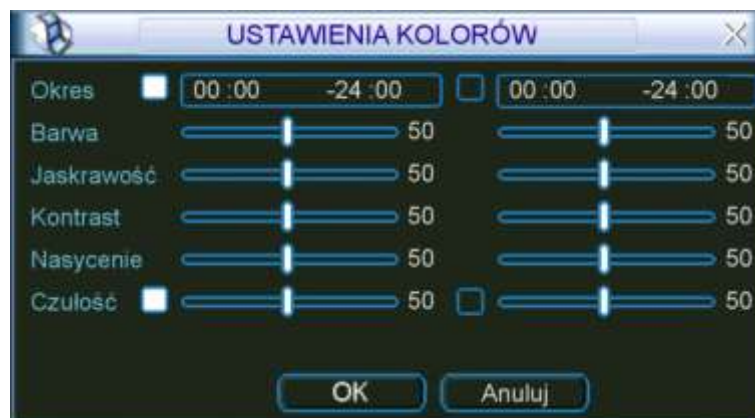 USTAWIENIA KOLORÓW
Okres 00 :00 -24 :00 00 :00 -24 :00
Barwa 50 50
Jaskrawość 50 50
Kontrast 50 50
Nasycenie 50 50
Czułość 50 50
OK Anuluj